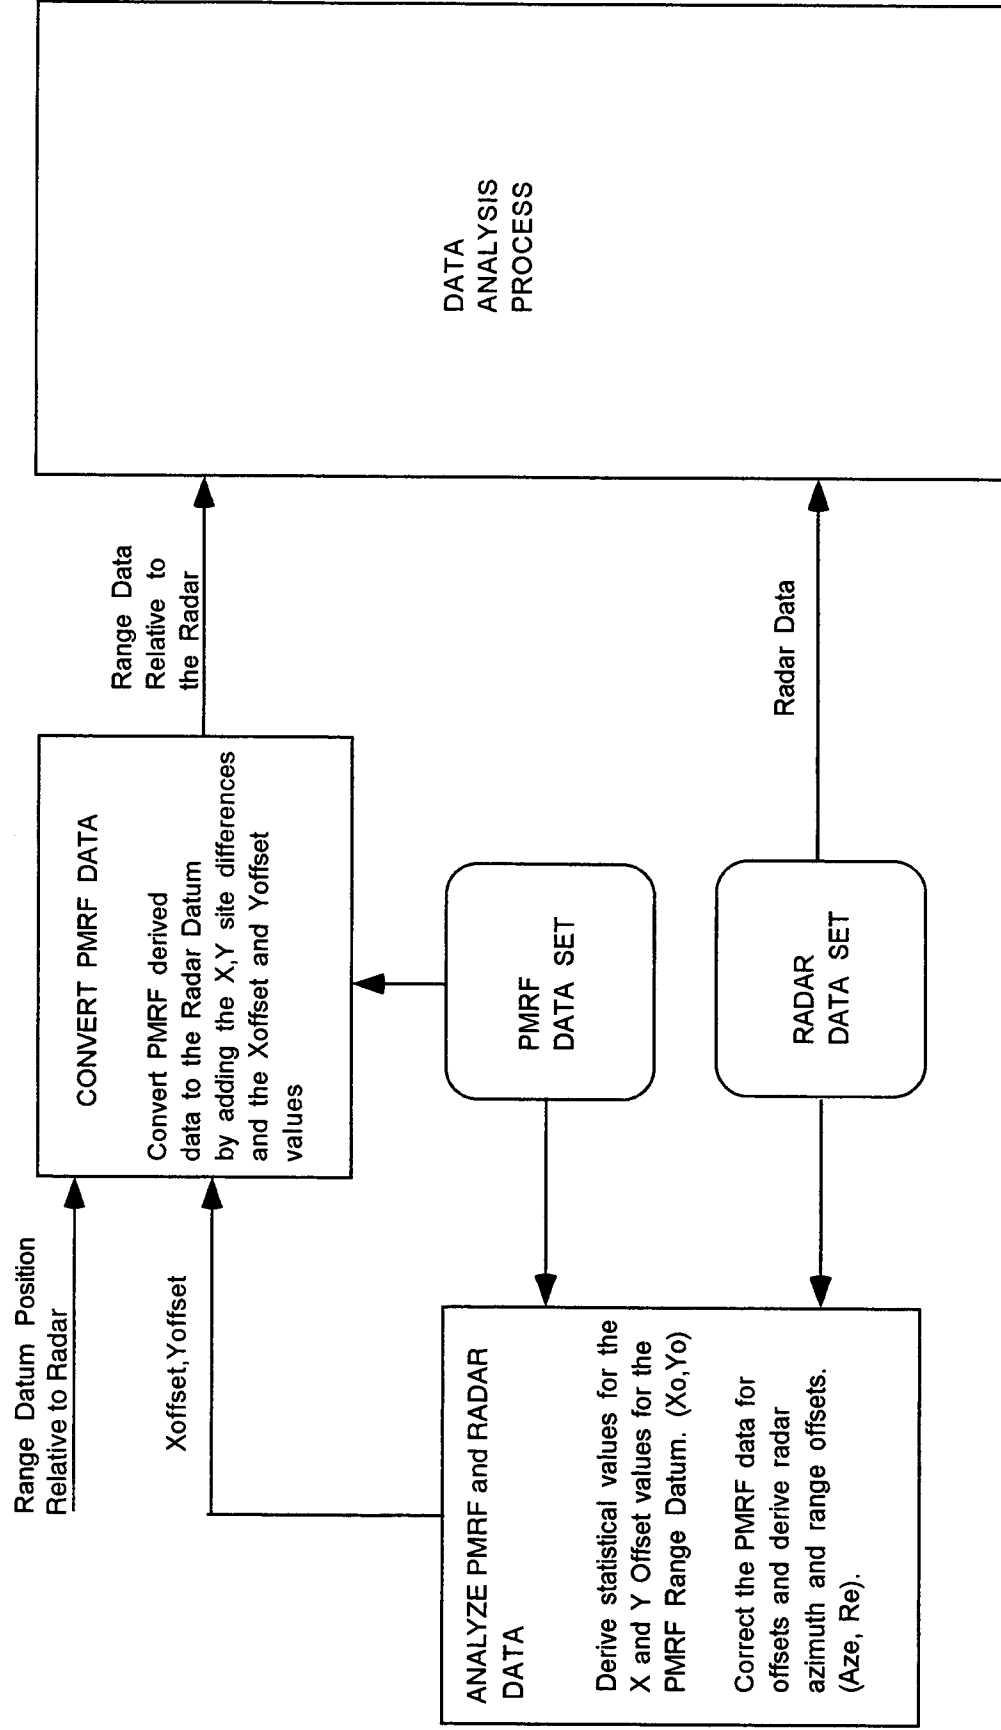 Range Datum Position
Relative to Radar
Xoffset,Yoffset
CONVERT PMRF DATA
Convert PMRF derived
data to the Radar Datum
by adding the X,Y site differences
and the Xoffset and Yoffset
values
Range Data
Relative to
the Radar
ANALYZE PMRF and RADAR
DATA
Derive statistical values for the
X and Y Offset values for the
PMRF Range Datum. (Xo,Yo)
Correct the PMRF data for
offsets and derive radar
azimuth and range offsets.
(Aze, Re).
PMRF
DATA SET
RADAR
DATA SET
Radar Data
DATA
ANALYSIS
PROCESS